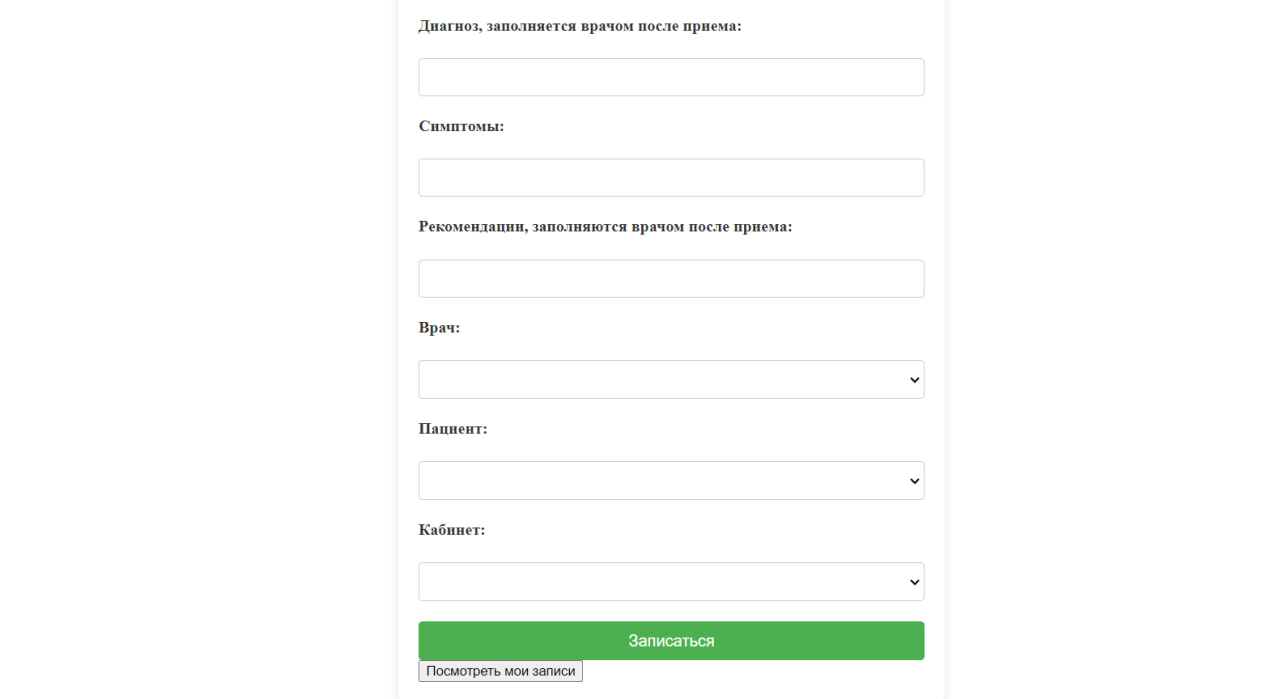 Диагноз, заполняется врачом после приема:
Симптомы:
Рекомендации, заполняются врачом после приема:
Врач:
Пациент:
Кабинет:
Записаться
Посмотреть мои записи